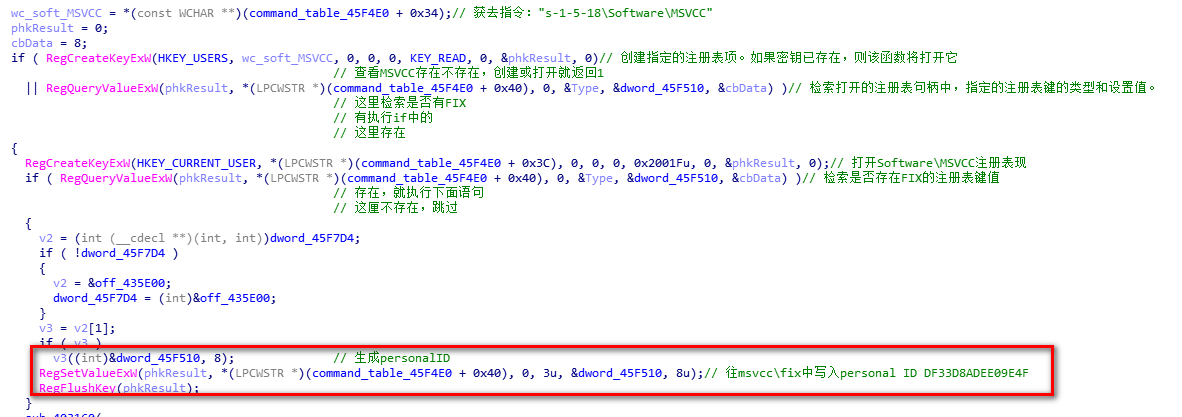 wc_soft_MSVCC = *(const WCHAR **)(command_table_45F4E0 + 0x34);// 获去指令："s-1-5-18\Software\MSVCC"
phkResult = 0;
cbData = 8;
if ( RegCreateKeyExW(HKEY_USERS, wc_soft_MSVCC, 0, 0, 0, KEY_READ, 0, &phkResult, 0)// 创建指定的注册表项。如果密钥已存在，则该函数将打开它
// 查看MSVCC存在不存在，创建或打开就返回1
|| RegQueryValueExW(phkResult, *(LPCWSTR *)(command_table_45F4E0 + 0x40), 0, &Type, &dword_45F510, &cbData) )// 检索打开的注册表句柄中，指定的注册表键的类型和设置值。
// 这里检索是否有FIX
// 有执行if中的
// 这里存在
{
RegCreateKeyExW(HKEY_CURRENT_USER, *(LPCWSTR *)(command_table_45F4E0 + 0x3C), 0, 0, 0, 0x2001Fu, 0, &phkResult, 0);// 打开Software\MSVCC注册表现
if ( RegQueryValueExW(phkResult, *(LPCWSTR *)(command_table_45F4E0 + 0x40), 0, &Type, &dword_45F510, &cbData) )// 检索是否存在FIX的注册表键值
// 存在，就执行下面语句
// 这厘不存在，跳过
{
v2 = (int (__cdecl **)(int, int))dword_45F7D4;
if ( !dword_45F7D4 )
{
v2 = &off_435E00;
dword_45F7D4 = (int)&off_435E00;
}
v3 = v2[1];
if ( v3 )
v3((int)&dword_45F510, 8); // 生成personalID
RegSetValueExW(phkResult, *(LPCWSTR *)(command_table_45F4E0 + 0x40), 0, 3u, &dword_45F510, 8u);// 往msvcc\fix中写入personal ID DF33D8ADEE09E4F
RegFlushKey(phkResult);
}